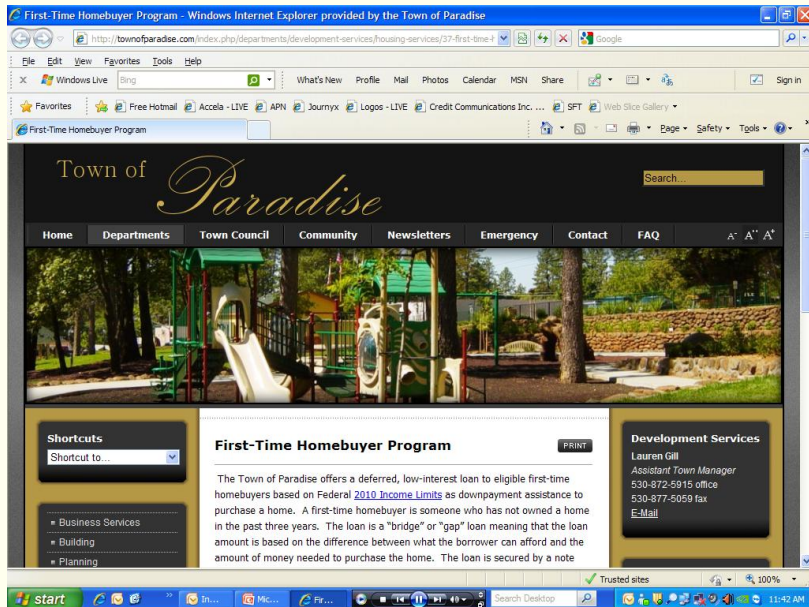 First-Time Homebuyer Program - Windows Internet Explorer provided by the Town of Paradise
http://townofparadise.com/index.php/departments/development-services/housing-services/37-first-time-
Google
File Edit View Favorites Tools Help
Windows Live Bing What's New Profile Mail Photos Calendar MSN Share Sign in
Favorites Free Hotmail Accela - LIVE APN Journyx Logos - LIVE Credit Communications Inc. ... SFT Web Slice Gallery
First-Time Homebuyer Program Page Safety Tools
Town of Paradise
Search...
Home Departments Town Council Community Newsletters Emergency Contact FAQ A- A** A+
Shortcuts
Shortcut to...
Business Services
Building
Planning
First-Time Homebuyer Program PRINT
The Town of Paradise offers a deferred, low-interest loan to eligible first-time
homebuyers based on Federal 2010 Income Limits as downpayment assistance to
purchase a home. A first-time homebuyer is someone who has not owned a home
in the past three years. The loan is a “bridge” or “gap” loan meaning that the loan
amount is based on the difference between what the borrower can afford and the
amount of money needed to purchase the home. The loan is secured by a note
Development Services
Lauren Gill
Assistant Town Manager
530-872-5915 office
530-877-5059 fax
E-Mail
Trusted sites 100%
start In... Mic... Fir... Search Desktop 11:42 AM